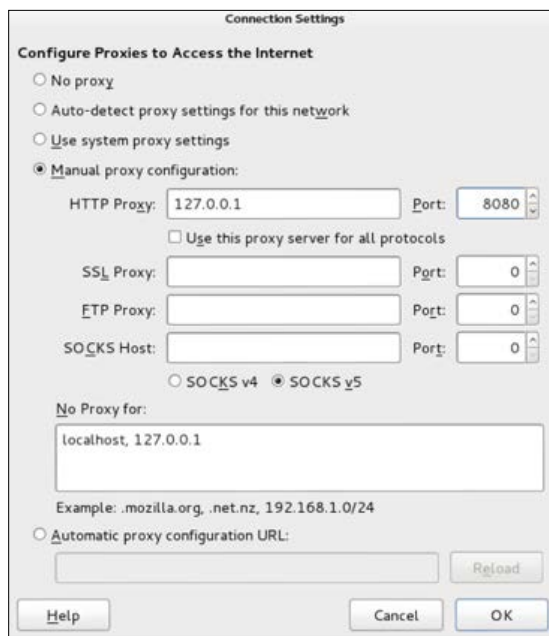 Connection Settings
Configure Proxies to Access the Internet
No proxy
Auto-detect proxy settings for this network
Use system proxy settings
Manual proxy configuration:
HTTP Proxy: 127.0.0.1 Port: 8080
Use this proxy server for all protocols
SSL Proxy: Port: 0
FTP Proxy: Port: 0
SOCKS Host: Port: 0
SOCKS v4 SOCKS v5
No Proxy for:
localhost, 127.0.0.1
Example: .mozilla.org, .net.nz, 192.168.1.0/24
Automatic proxy configuration URL:
Reload
Help Cancel OK